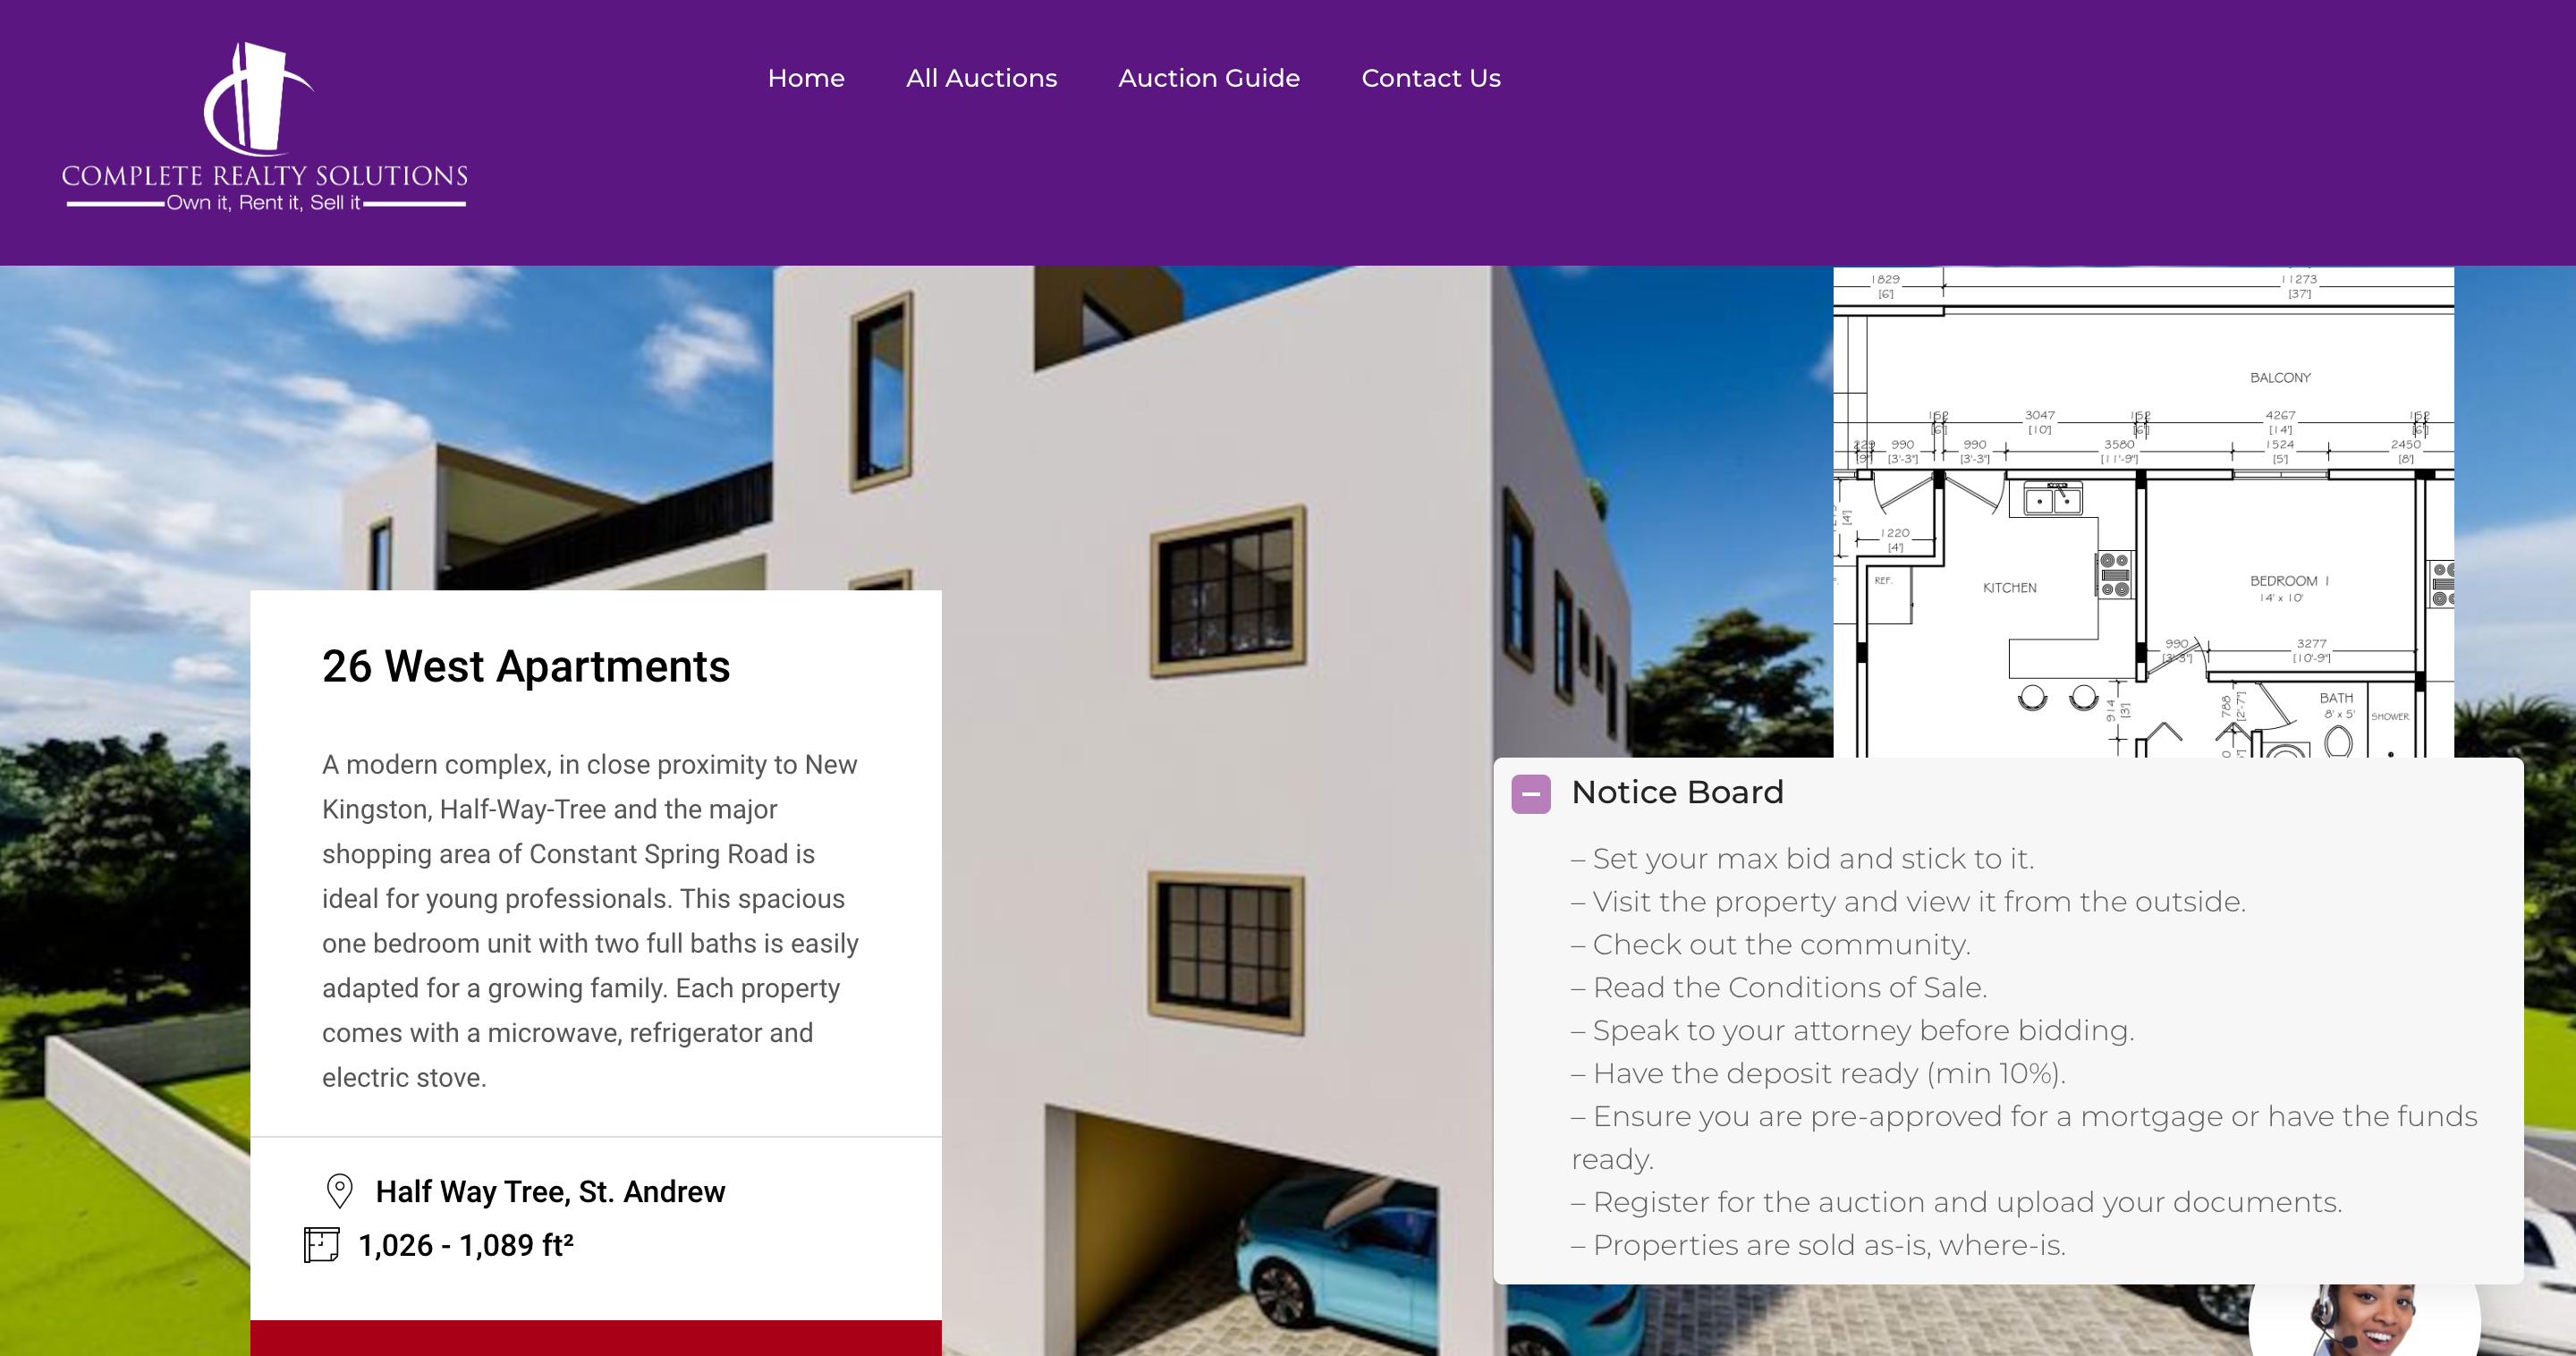 COMPLETE REALTY SOLUTIONS
Own it, Rent it, Sell it
Home All Auctions Auction Guide Contact Us
26 West Apartments
A modern complex, in close proximity to New
Kingston, Half-Way-Tree and the major
shopping area of Constant Spring Road is
ideal for young professionals. This spacious
one bedroom unit with two full baths is easily
adapted for a growing family. Each property
comes with a microwave, refrigerator and
electric stove.
Half Way Tree, St. Andrew
1,026 - 1,089 ft²
1829 11273
[6'] [37']
BALCONY
152 3047 152 4267 152
[6"] [10'] [6"] [14'] [6"]
229 990 990 3580 1524 2450
[9"] [3'-3"] [3'-3"] [11'-9"] [5'] [8']
[4']
1220
[4']
REF.
KITCHEN
BEDROOM 1
14' x 10'
990 3277
[3'-3"] [10'-9"]
914
[3']
788
[2'-7"]
BATH
8' x 5'
SHOWER
Notice Board
– Set your max bid and stick to it.
– Visit the property and view it from the outside.
– Check out the community.
– Read the Conditions of Sale.
– Speak to your attorney before bidding.
– Have the deposit ready (min 10%).
– Ensure you are pre-approved for a mortgage or have the funds
ready.
– Register for the auction and upload your documents.
– Properties are sold as-is, where-is.